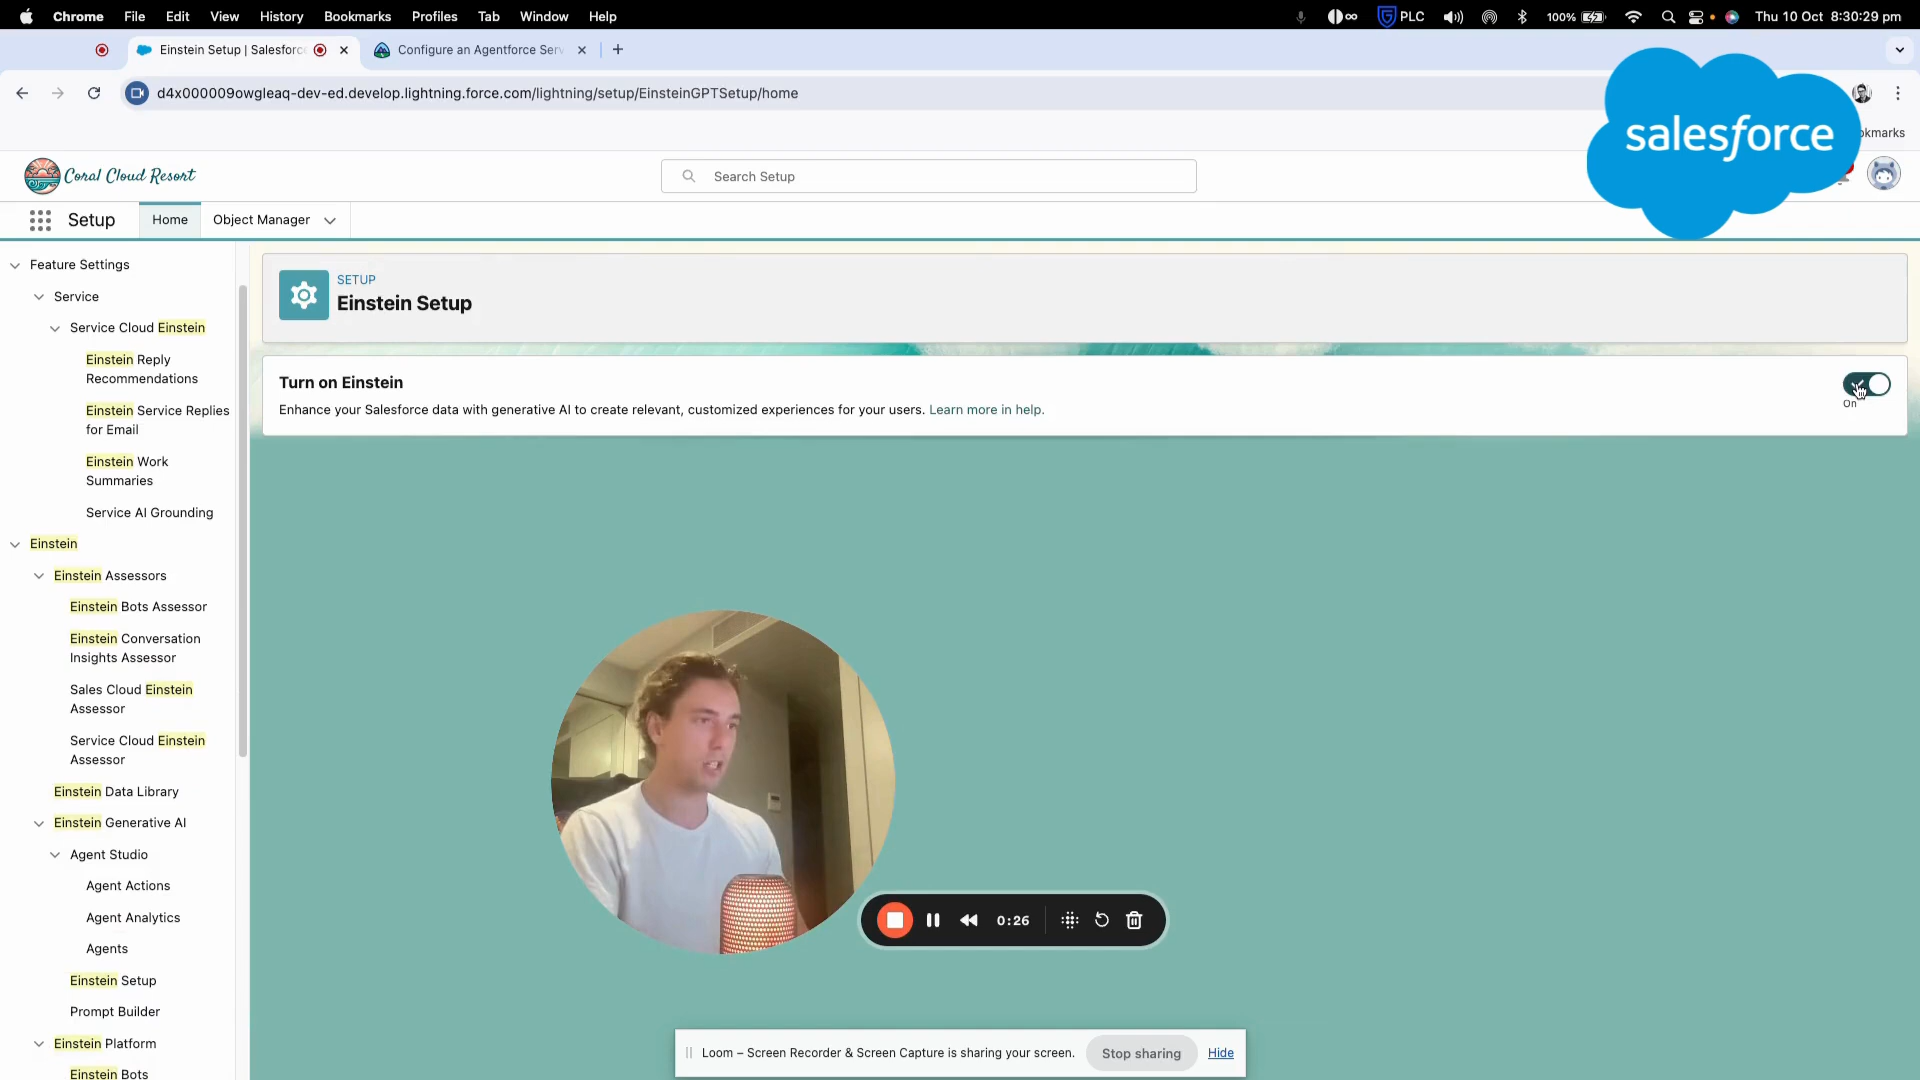 Chrome File Edit View History Bookmarks Profiles Tab Window Help PLC 100% Thu 10 Oct 8:30:29 pm
Einstein Setup | Salesforc Configure an Agentforce Serv
d4x000009owgleaq-dev-ed.develop.lightning.force.com/lightning/setup/EinsteinGPTSetup/home
salesforce
Coral Cloud Resort
Search Setup
Setup Home Object Manager
Feature Settings
Service
Service Cloud Einstein
Einstein Reply
Recommendations
Einstein Service Replies
for Email
Einstein Work
Summaries
Service AI Grounding
Einstein
Einstein Assessors
Einstein Bots Assessor
Einstein Conversation
Insights Assessor
Sales Cloud Einstein
Assessor
Service Cloud Einstein
Assessor
Einstein Data Library
Einstein Generative AI
Agent Studio
Agent Actions
Agent Analytics
Agents
Einstein Setup
Prompt Builder
Einstein Platform
Einstein Bots
SETUP
Einstein Setup
Turn on Einstein
Enhance your Salesforce data with generative AI to create relevant, customized experiences for your users. Learn more in help.
On
0:26
Loom – Screen Recorder & Screen Capture is sharing your screen. Stop sharing Hide